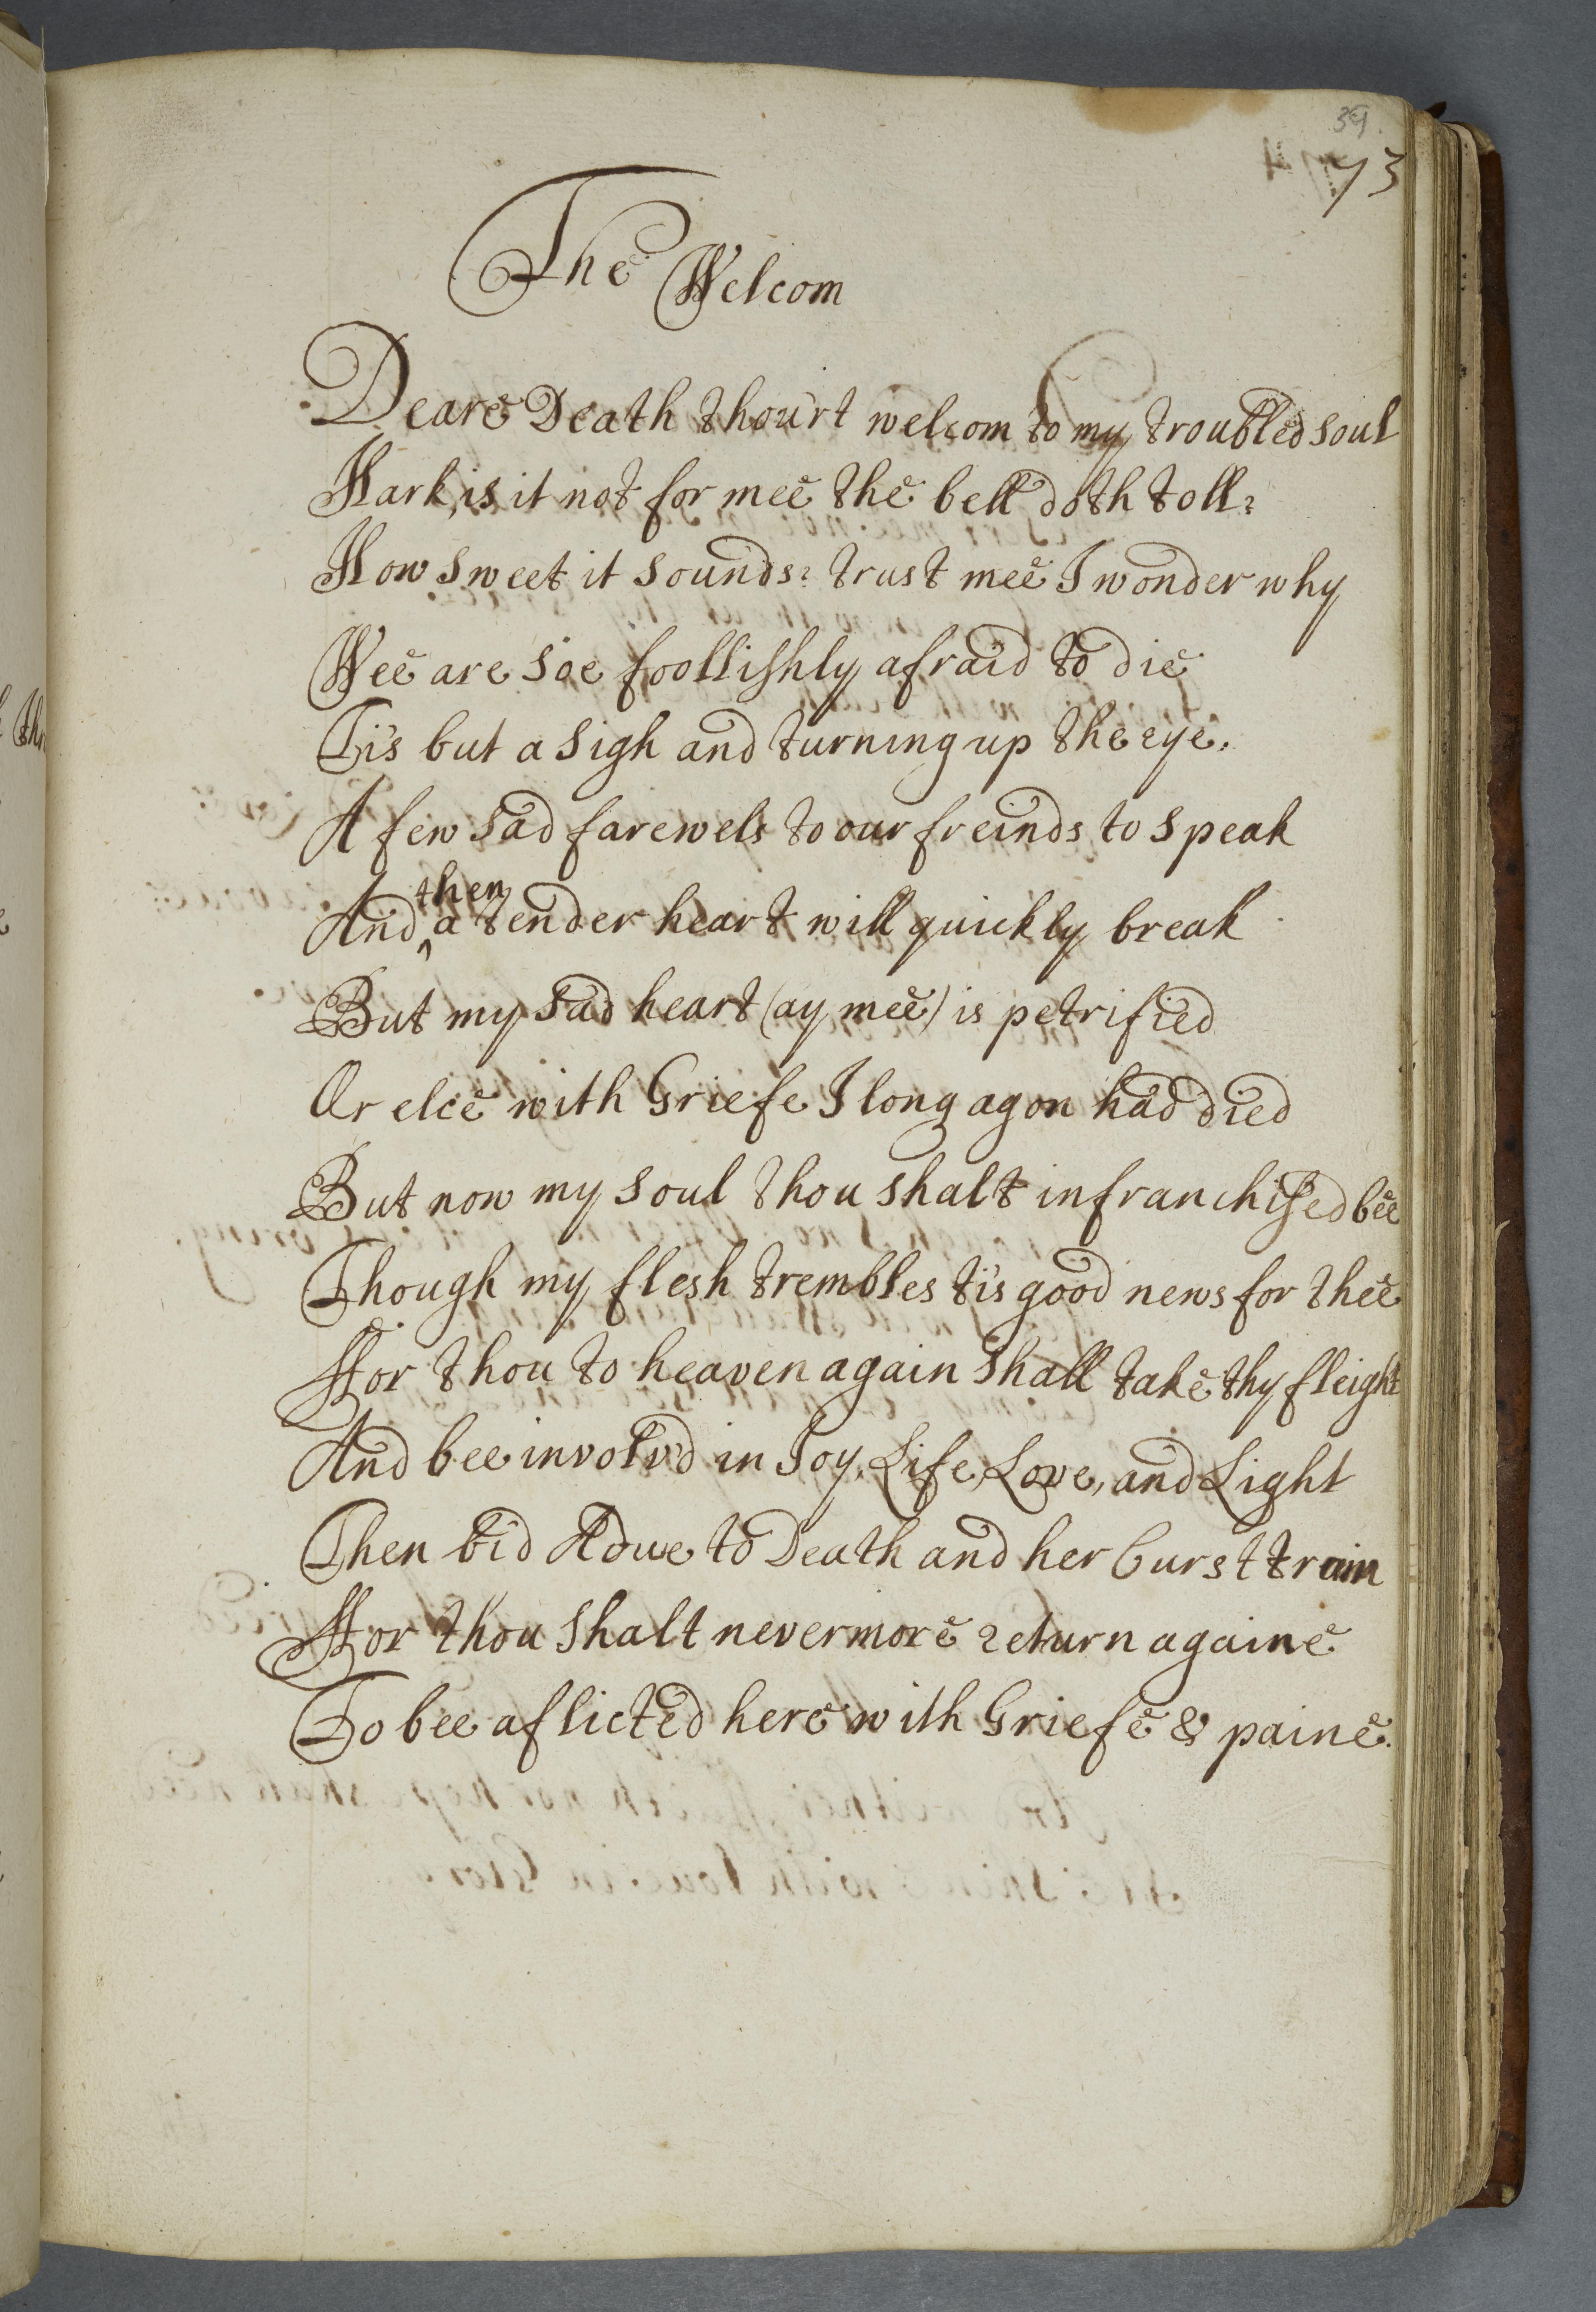 39.
73
The Welcom
Deare Death thou'rt welcom to my troubled soul
Hark, is it not for mee the bell doth toll?
How sweet it sounds? trust mee I wonder why
Wee are soe foollishly afraid to die
Ti's but a sigh and turning up the eye,
A few sad farewels to our freinds to speak
And then a tender heart will quickly break
But my sad heart (ay mee) is petrified
Or elce with Griefe I long agon had died
But now my soul thou shalt infranchised bee
Though my flesh trembles ti's good news for thee
Ffor thou to heaven again shall take thy fleight
And bee involv'd in Joy, Life, Love, and Light
Then bid Adue to Death and her Curst train
Ffor thou shalt nevermore return againe
To bee aflicted here with Griefe & paine.